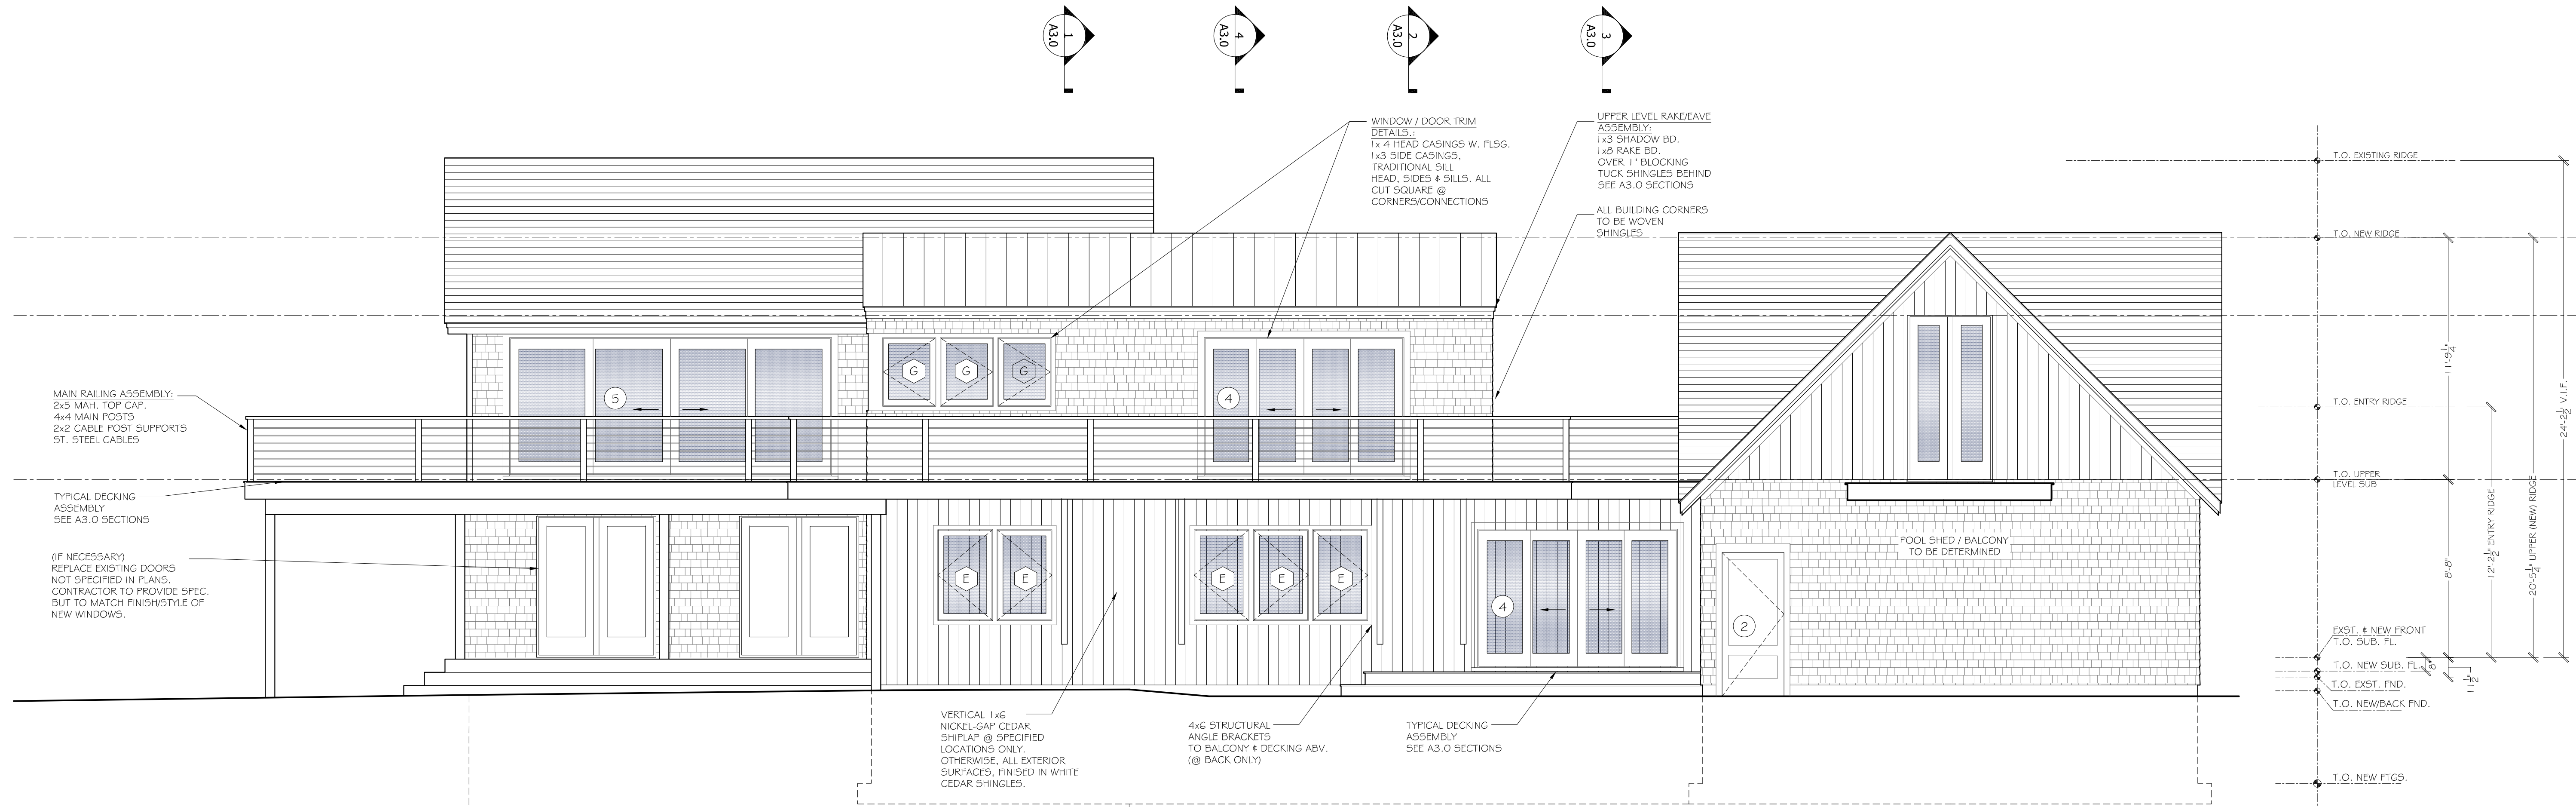 1
A3.0
4
A3.0
2
A3.0
3
A3.0
WINDOW / DOOR TRIM
DETAILS.:
1x 4 HEAD CASINGS W. FLSG.
1x3 SIDE CASINGS,
TRADITIONAL SILL
HEAD, SIDES & SILLS. ALL
CUT SQUARE @
CORNERS/CONNECTIONS
UPPER LEVEL RAKE/EAVE
ASSEMBLY:
1x3 SHADOW BD.
1x8 RAKE BD.
OVER 1" BLOCKING
TUCK SHINGLES BEHIND
SEE A3.0 SECTIONS
ALL BUILDING CORNERS
TO BE WOVEN
SHINGLES
MAIN RAILING ASSEMBLY:
2x5 MAH. TOP CAP.
4x4 MAIN POSTS
2x2 CABLE POST SUPPORTS
ST. STEEL CABLES
TYPICAL DECKING
ASSEMBLY
SEE A3.0 SECTIONS
(IF NECESSARY)
REPLACE EXISTING DOORS
NOT SPECIFIED IN PLANS.
CONTRACTOR TO PROVIDE SPEC.
BUT TO MATCH FINISH/STYLE OF
NEW WINDOWS.
5
G
G
G
4
E
E
E
E
E
4
2
POOL SHED / BALCONY
TO BE DETERMINED
VERTICAL 1x6
NICKEL-GAP CEDAR
SHIPLAP @ SPECIFIED
LOCATIONS ONLY.
OTHERWISE, ALL EXTERIOR
SURFACES, FINISED IN WHITE
CEDAR SHINGLES.
4x6 STRUCTURAL
ANGLE BRACKETS
TO BALCONY & DECKING ABV.
(@ BACK ONLY)
TYPICAL DECKING
ASSEMBLY
SEE A3.0 SECTIONS
T.O. EXISTING RIDGE
T.O. NEW RIDGE
T.O. ENTRY RIDGE
T.O. UPPER
LEVEL SUB
EXST. & NEW FRONT
T.O. SUB. FL.
T.O. NEW SUB. FL.
T.O. EXST. FND.
T.O. NEW/BACK FND.
T.O. NEW FTGS.
11'-9 1/4"
8'-8"
8"
1 1/2"
12'-2 1/2" ENTRY RIDGE
20'-5 1/4" UPPER (NEW) RIDGE
24'-2 1/2" V.I.F.